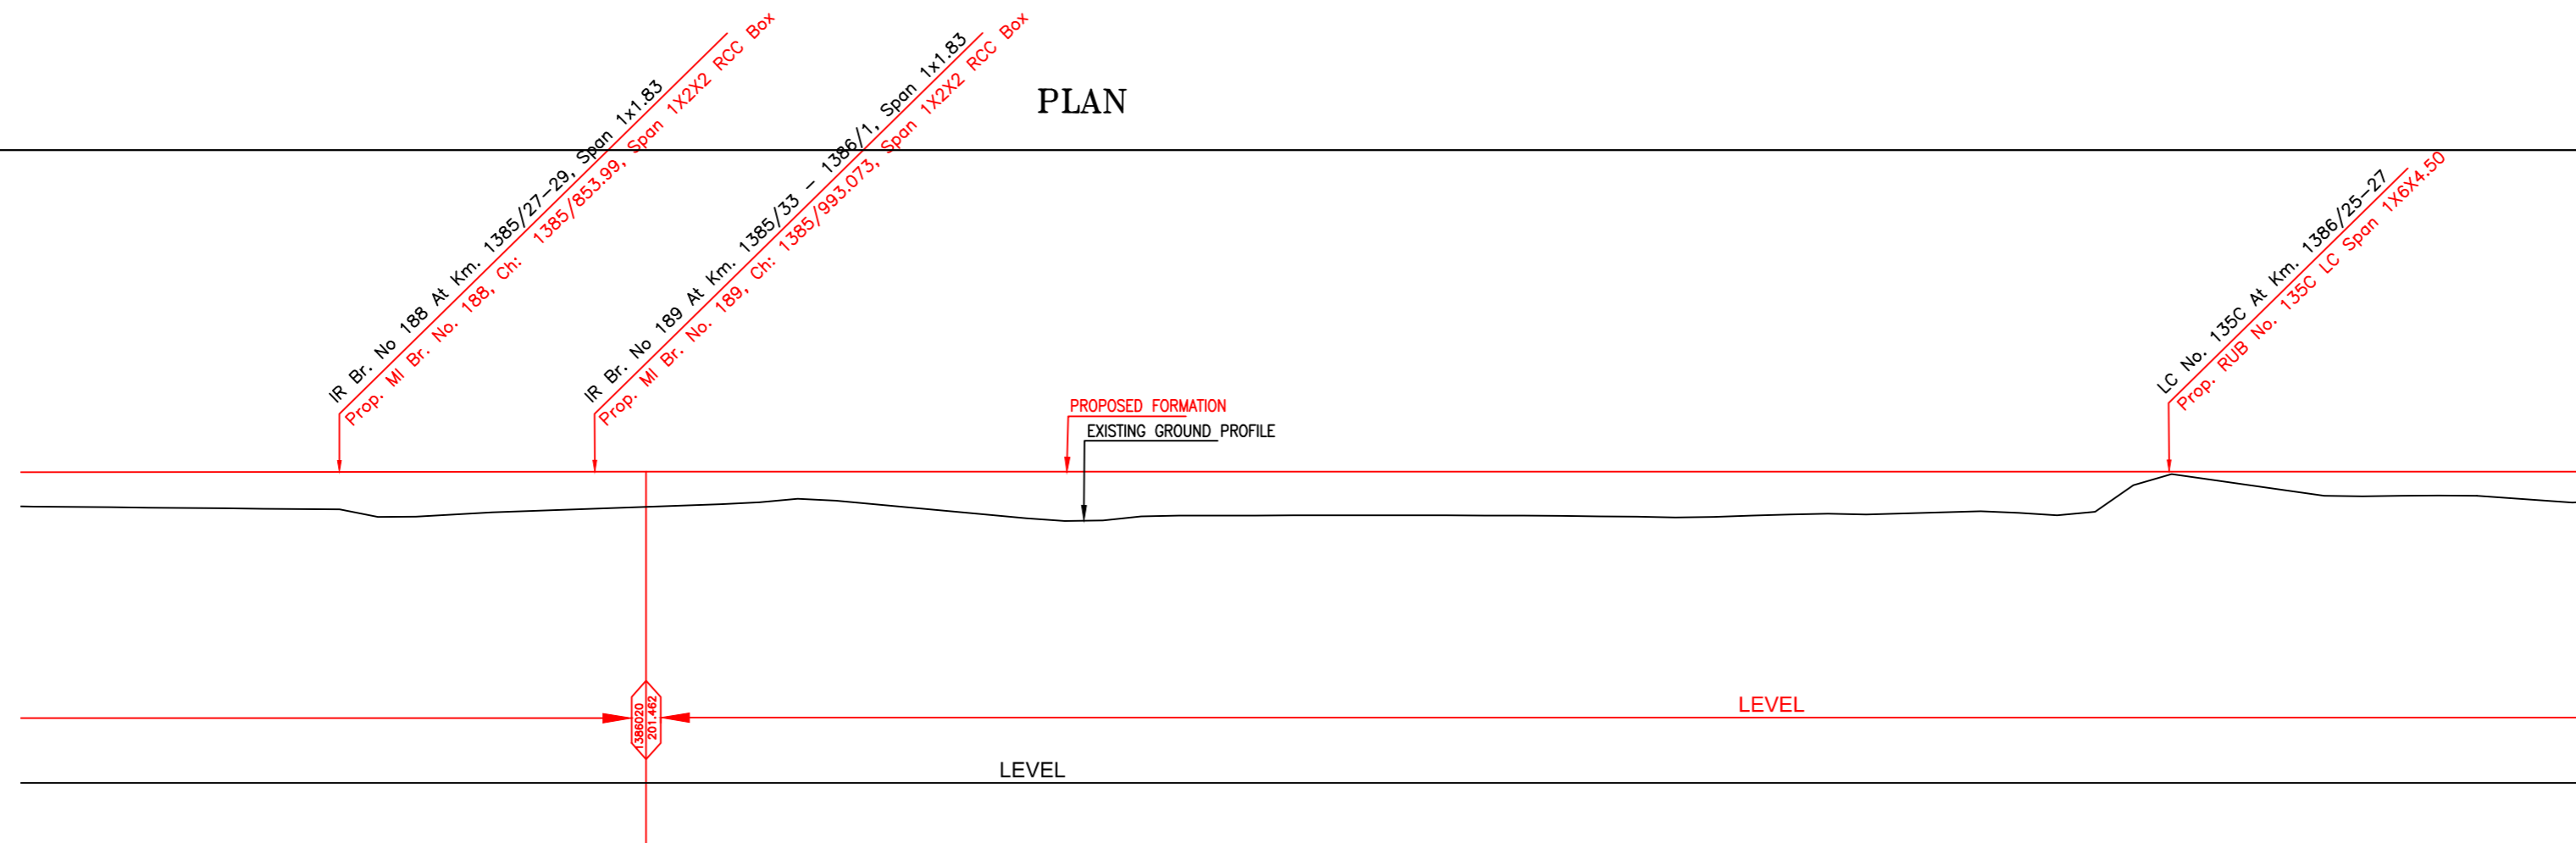 IR Br. No 188 At Km. 1385/27-29, Span 1x1.83
Prop. MI Br. No. 188, Ch: 1385/853.99, Span 1X2X2 RCC Box
IR Br. No 189 At Km. 1385/33 - 1386/1, Span 1x1.83
Prop. MI Br. No. 189, Ch: 1385/993.073, Span 1X2X2 RCC Box
PLAN
LC No. 135C At Km. 1386/25-27
Prop. RUB No. 135C LC Span 1X6X4.50
PROPOSED FORMATION
EXISTING GROUND PROFILE
1386020
201.462
LEVEL
LEVEL